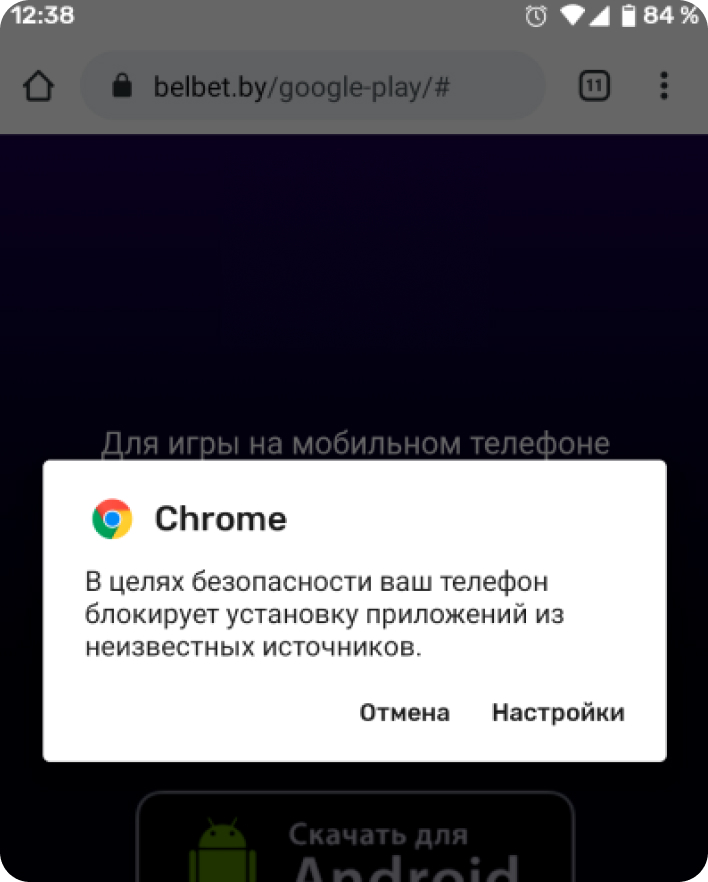 12:38
84 %
belbet.by/google-play/#
11
Для игры на мобильном телефоне
Chrome
В целях безопасности ваш телефон
блокирует установку приложений из
неизвестных источников.
Отмена
Настройки
Скачать для
Android